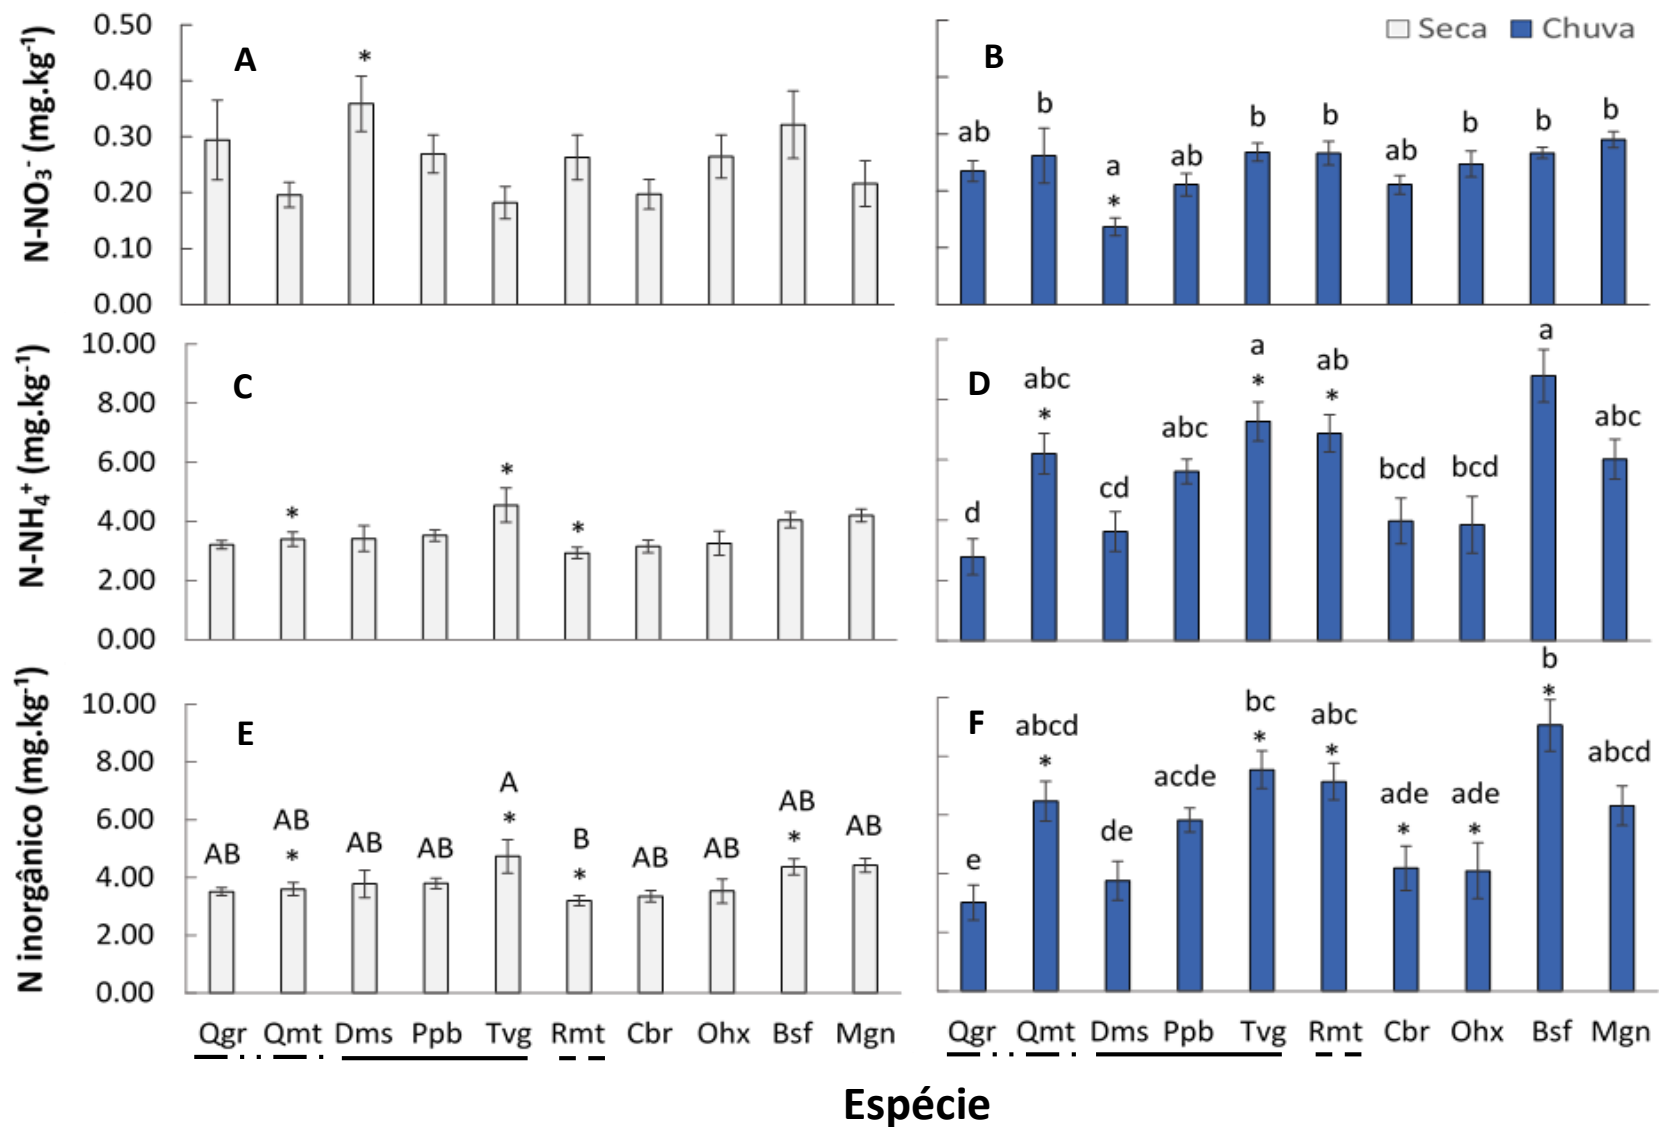 Seca Chuva
N-NO₃⁻ (mg.kg⁻¹)
0.50
0.40
0.30
0.20
0.10
0.00
A
*
B
ab b a * ab b b ab b b b
N-NH₄⁺ (mg.kg⁻¹)
10.00
8.00
6.00
4.00
2.00
0.00
C
* * *
D
d abc * cd abc a * ab * bcd bcd a abc
N inorgânico (mg.kg⁻¹)
10.00
8.00
6.00
4.00
2.00
0.00
E
AB AB * AB AB A * B * AB AB AB * AB
F
e abcd * de acde bc * abc * ade * ade * b * abcd
Qgr Qmt Dms Ppb Tvg Rmt Cbr Ohx Bsf Mgn
Qgr Qmt Dms Ppb Tvg Rmt Cbr Ohx Bsf Mgn
Espécie